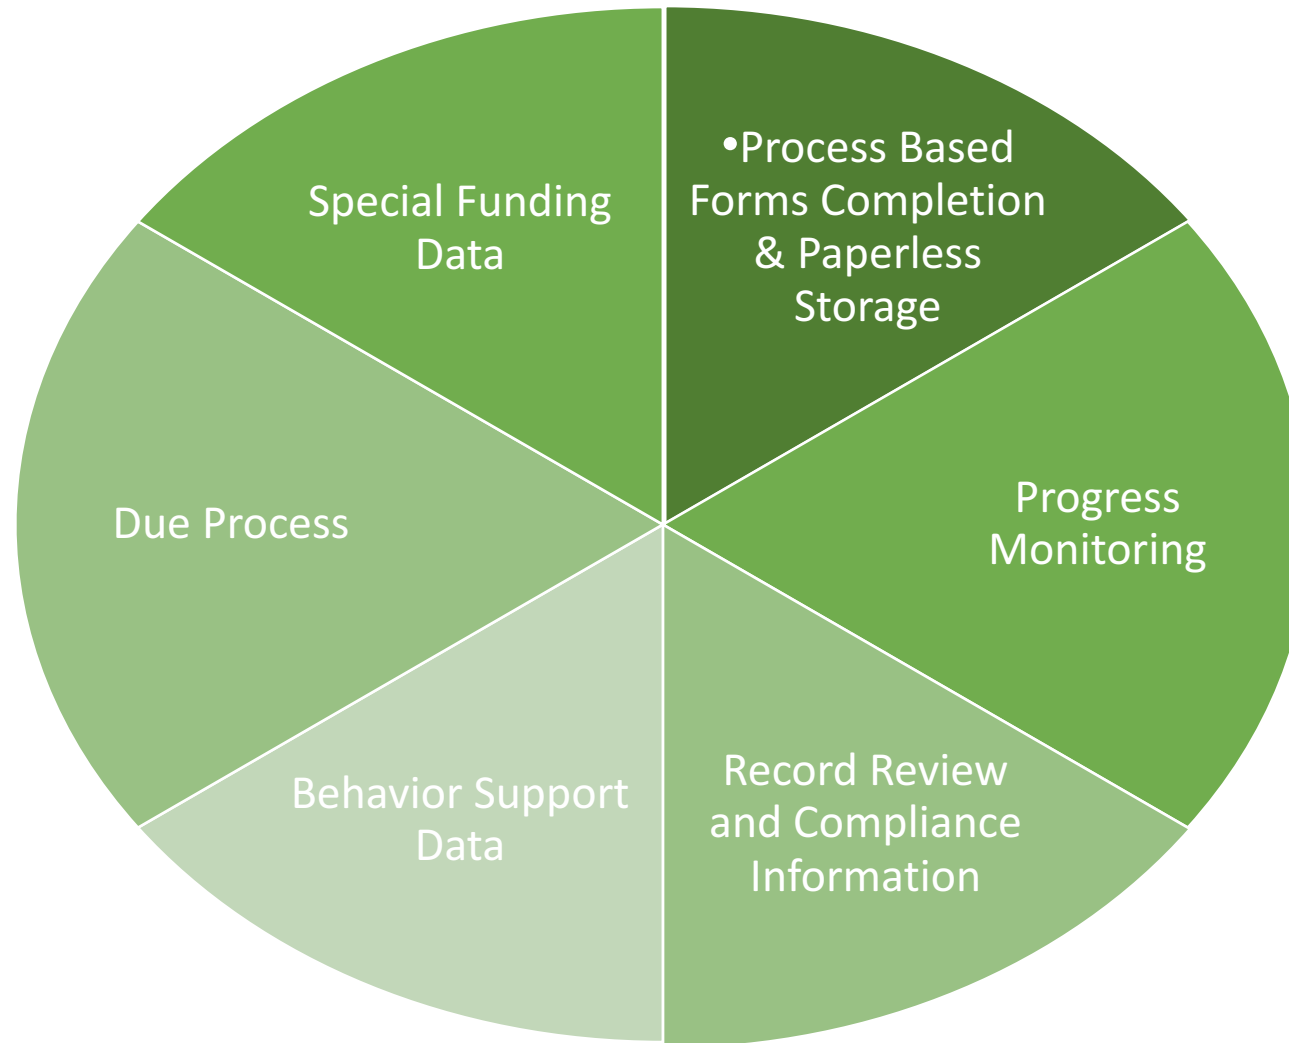 •Process Based
Forms Completion
& Paperless
Storage
Progress
Monitoring
Record Review
and Compliance
Information
Behavior Support
Data
Due Process
Special Funding
Data